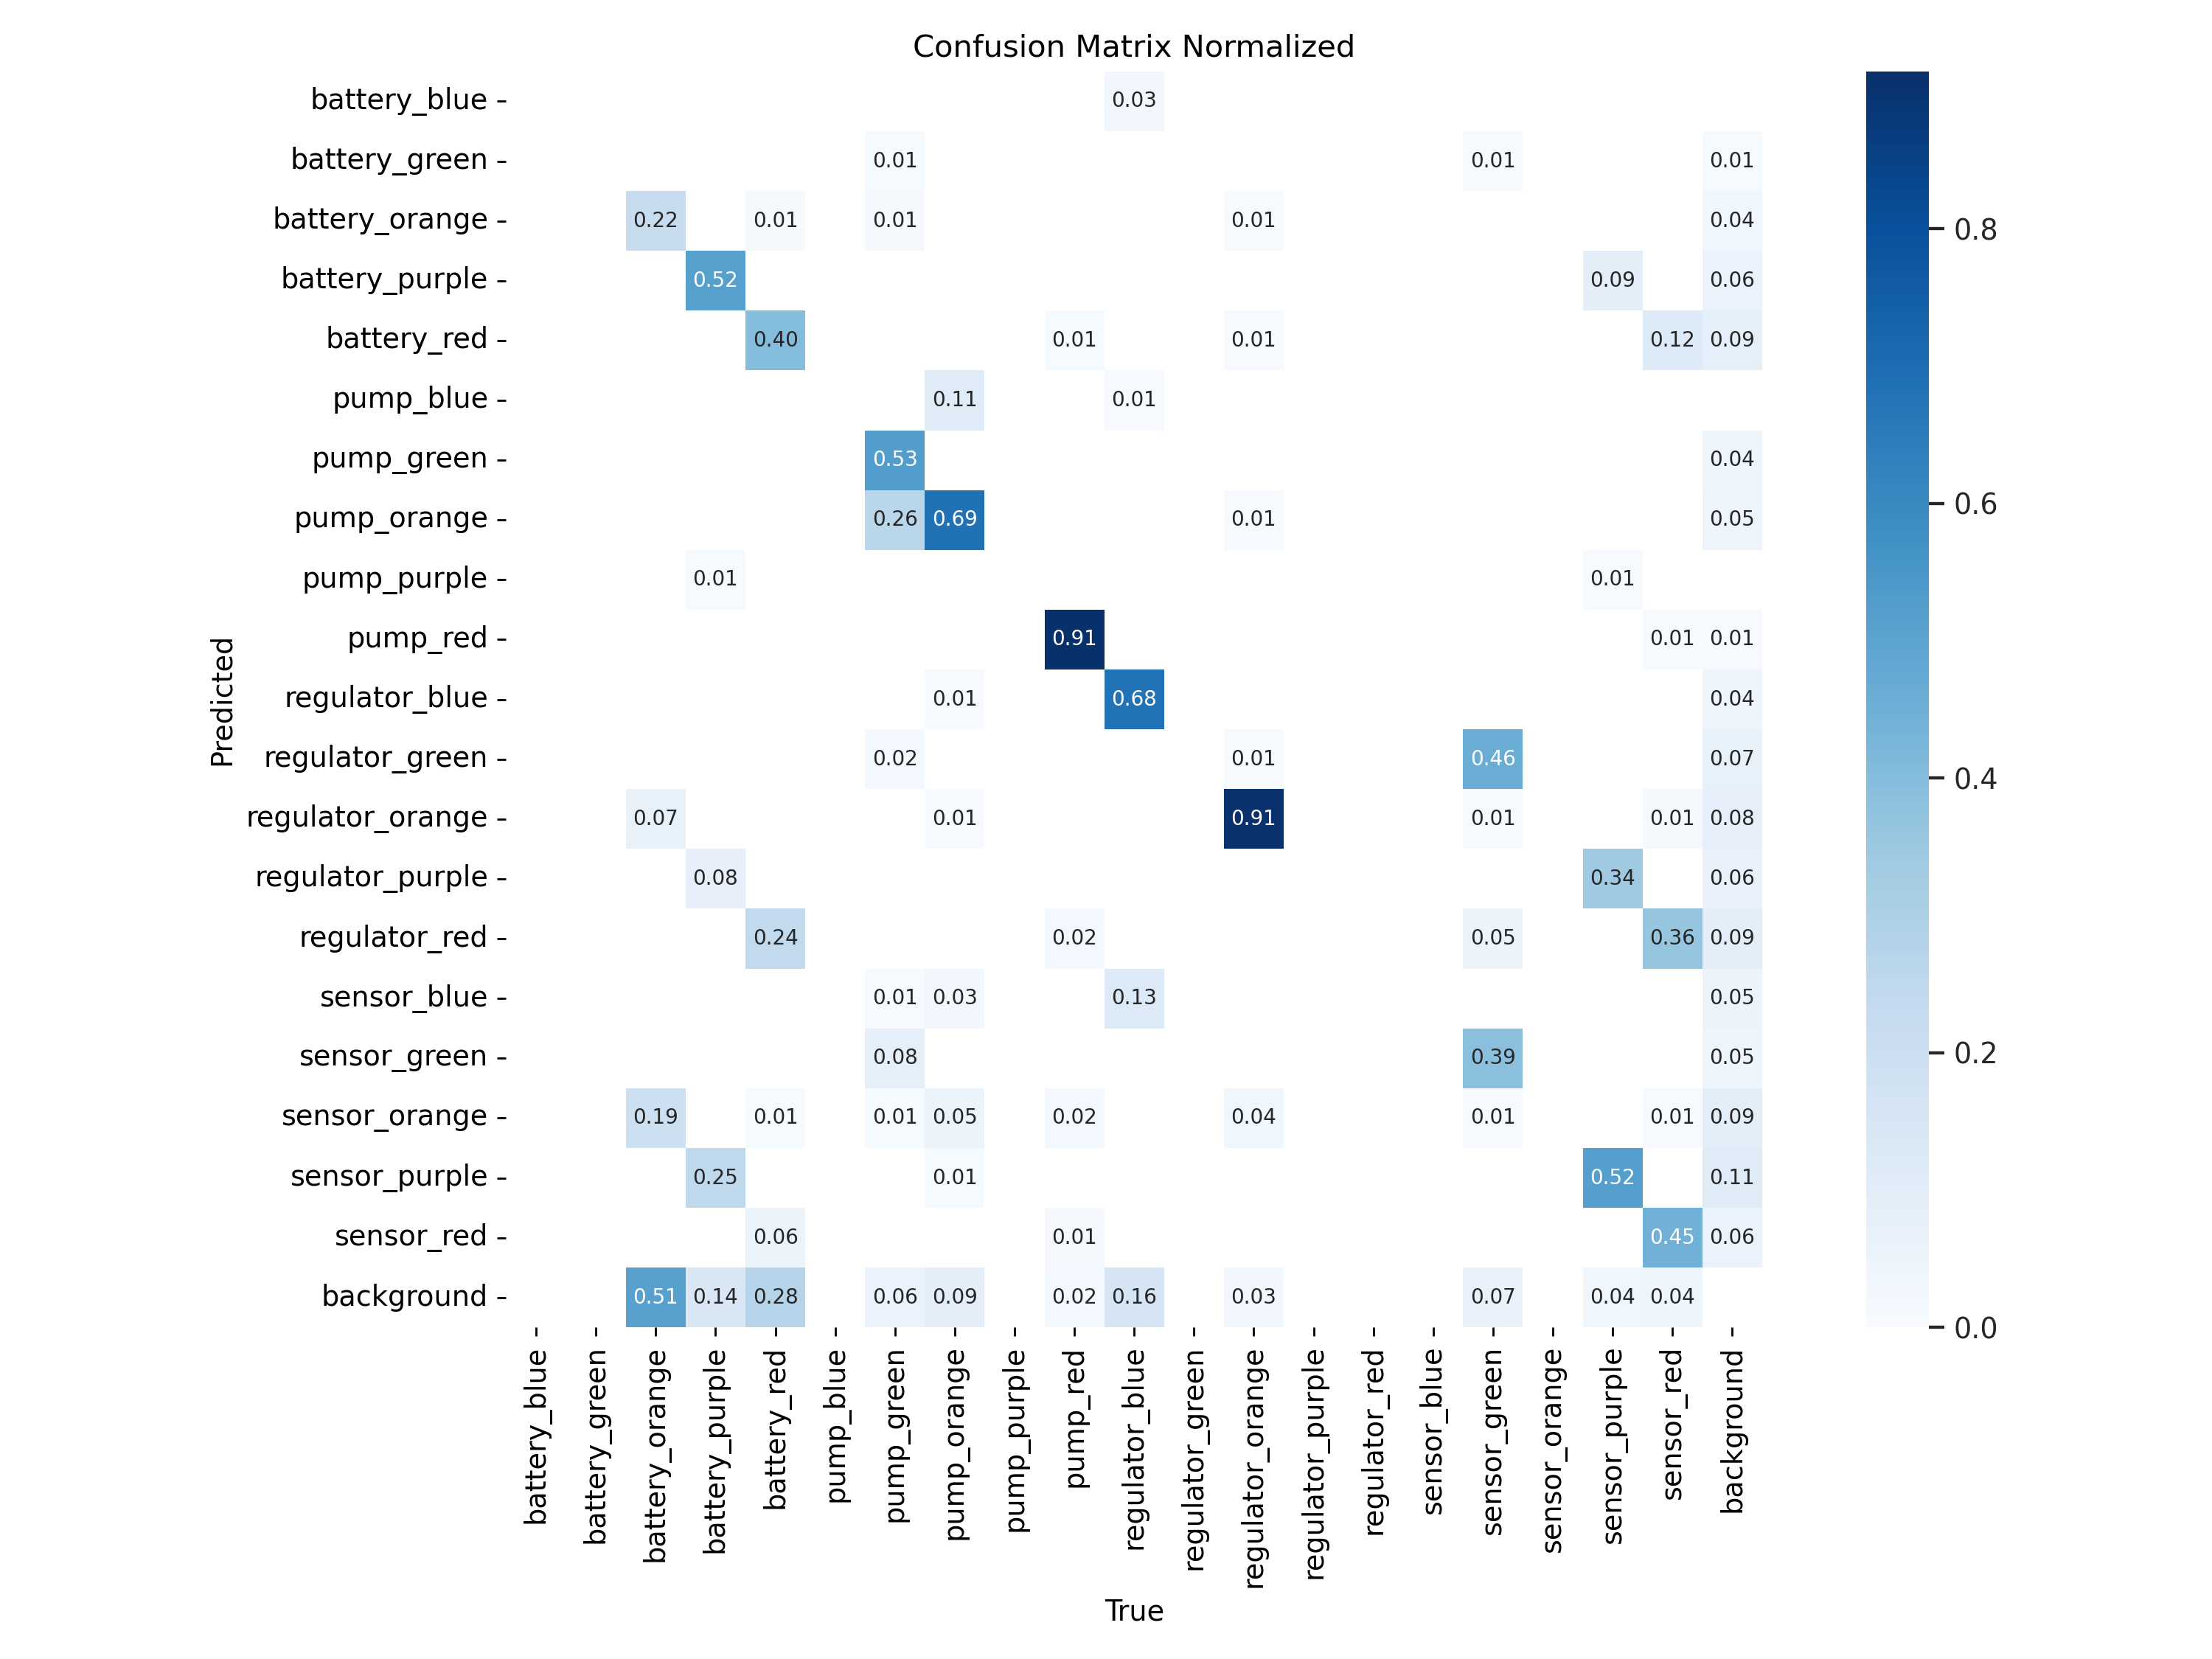 Confusion Matrix Normalized
battery_blue 0.03
battery_green 0.01 0.01 0.01
battery_orange 0.22 0.01 0.01 0.01 0.04
battery_purple 0.52 0.09 0.06
battery_red 0.40 0.01 0.01 0.12 0.09
pump_blue 0.11 0.01
pump_green 0.53 0.04
pump_orange 0.26 0.69 0.01 0.05
pump_purple 0.01 0.01
pump_red 0.91 0.01 0.01
regulator_blue 0.01 0.68 0.04
regulator_green 0.02 0.01 0.46 0.07
regulator_orange 0.07 0.01 0.91 0.01 0.01 0.08
regulator_purple 0.08 0.34 0.06
regulator_red 0.24 0.02 0.05 0.36 0.09
sensor_blue 0.01 0.03 0.13 0.05
sensor_green 0.08 0.39 0.05
sensor_orange 0.19 0.01 0.01 0.05 0.02 0.04 0.01 0.01 0.09
sensor_purple 0.25 0.01 0.52 0.11
sensor_red 0.06 0.01 0.45 0.06
background 0.51 0.14 0.28 0.06 0.09 0.02 0.16 0.03 0.07 0.04 0.04
Predicted
battery_blue
battery_green
battery_orange
battery_purple
battery_red
pump_blue
pump_green
pump_orange
pump_purple
pump_red
regulator_blue
regulator_green
regulator_orange
regulator_purple
regulator_red
sensor_blue
sensor_green
sensor_orange
sensor_purple
sensor_red
background
True
0.8
0.6
0.4
0.2
0.0